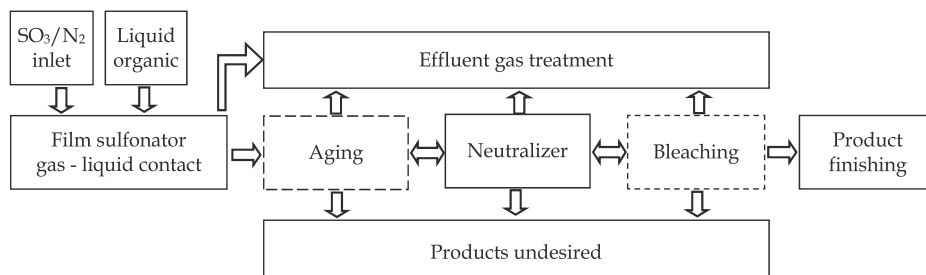 SO₃/N₂
inlet
Liquid
organic
Effluent gas treatment
Film sulfonator
gas - liquid contact
Aging
Neutralizer
Bleaching
Product
finishing
Products undesired